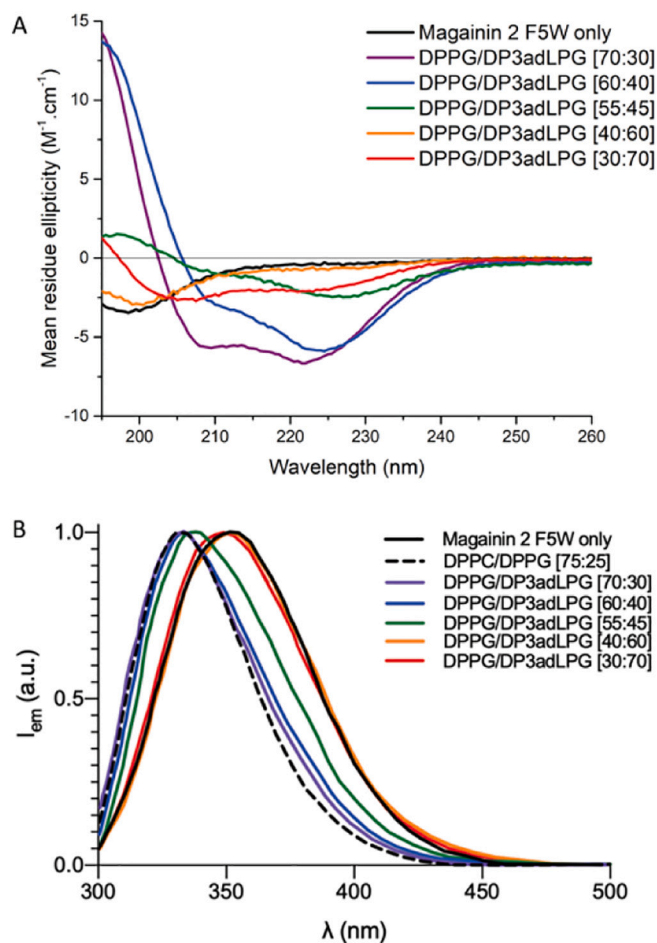 A
Magainin 2 F5W only
DPPG/DP3adLPG [70:30]
DPPG/DP3adLPG [60:40]
DPPG/DP3adLPG [55:45]
DPPG/DP3adLPG [40:60]
DPPG/DP3adLPG [30:70]
Mean residue ellipticity (M⁻¹.cm⁻¹)
15
10
5
0
-5
-10
200 210 220 230 240 250 260
Wavelength (nm)
B
Magainin 2 F5W only
DPPC/DPPG [75:25]
DPPG/DP3adLPG [70:30]
DPPG/DP3adLPG [60:40]
DPPG/DP3adLPG [55:45]
DPPG/DP3adLPG [40:60]
DPPG/DP3adLPG [30:70]
Iem (a.u.)
1.0
0.5
0.0
300 350 400 450 500
λ (nm)